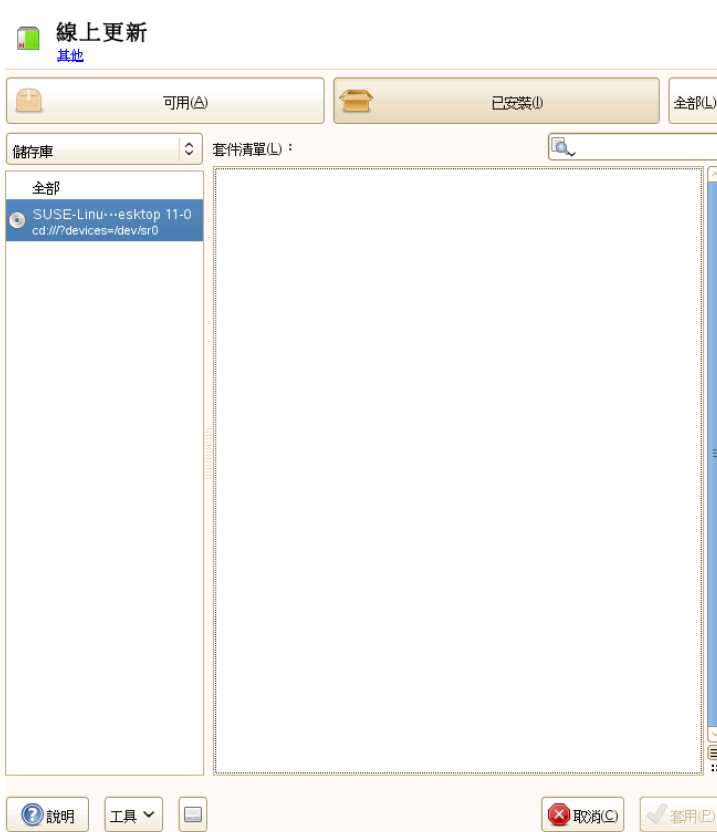 線上更新
其他
可用(A)
已安裝(I)
全部(L)
儲存庫
套件清單(L)：
全部
SUSE-Linu⋯esktop 11-0
cd:///?devices=/dev/sr0
說明
工具
取消(C)
套用(P)